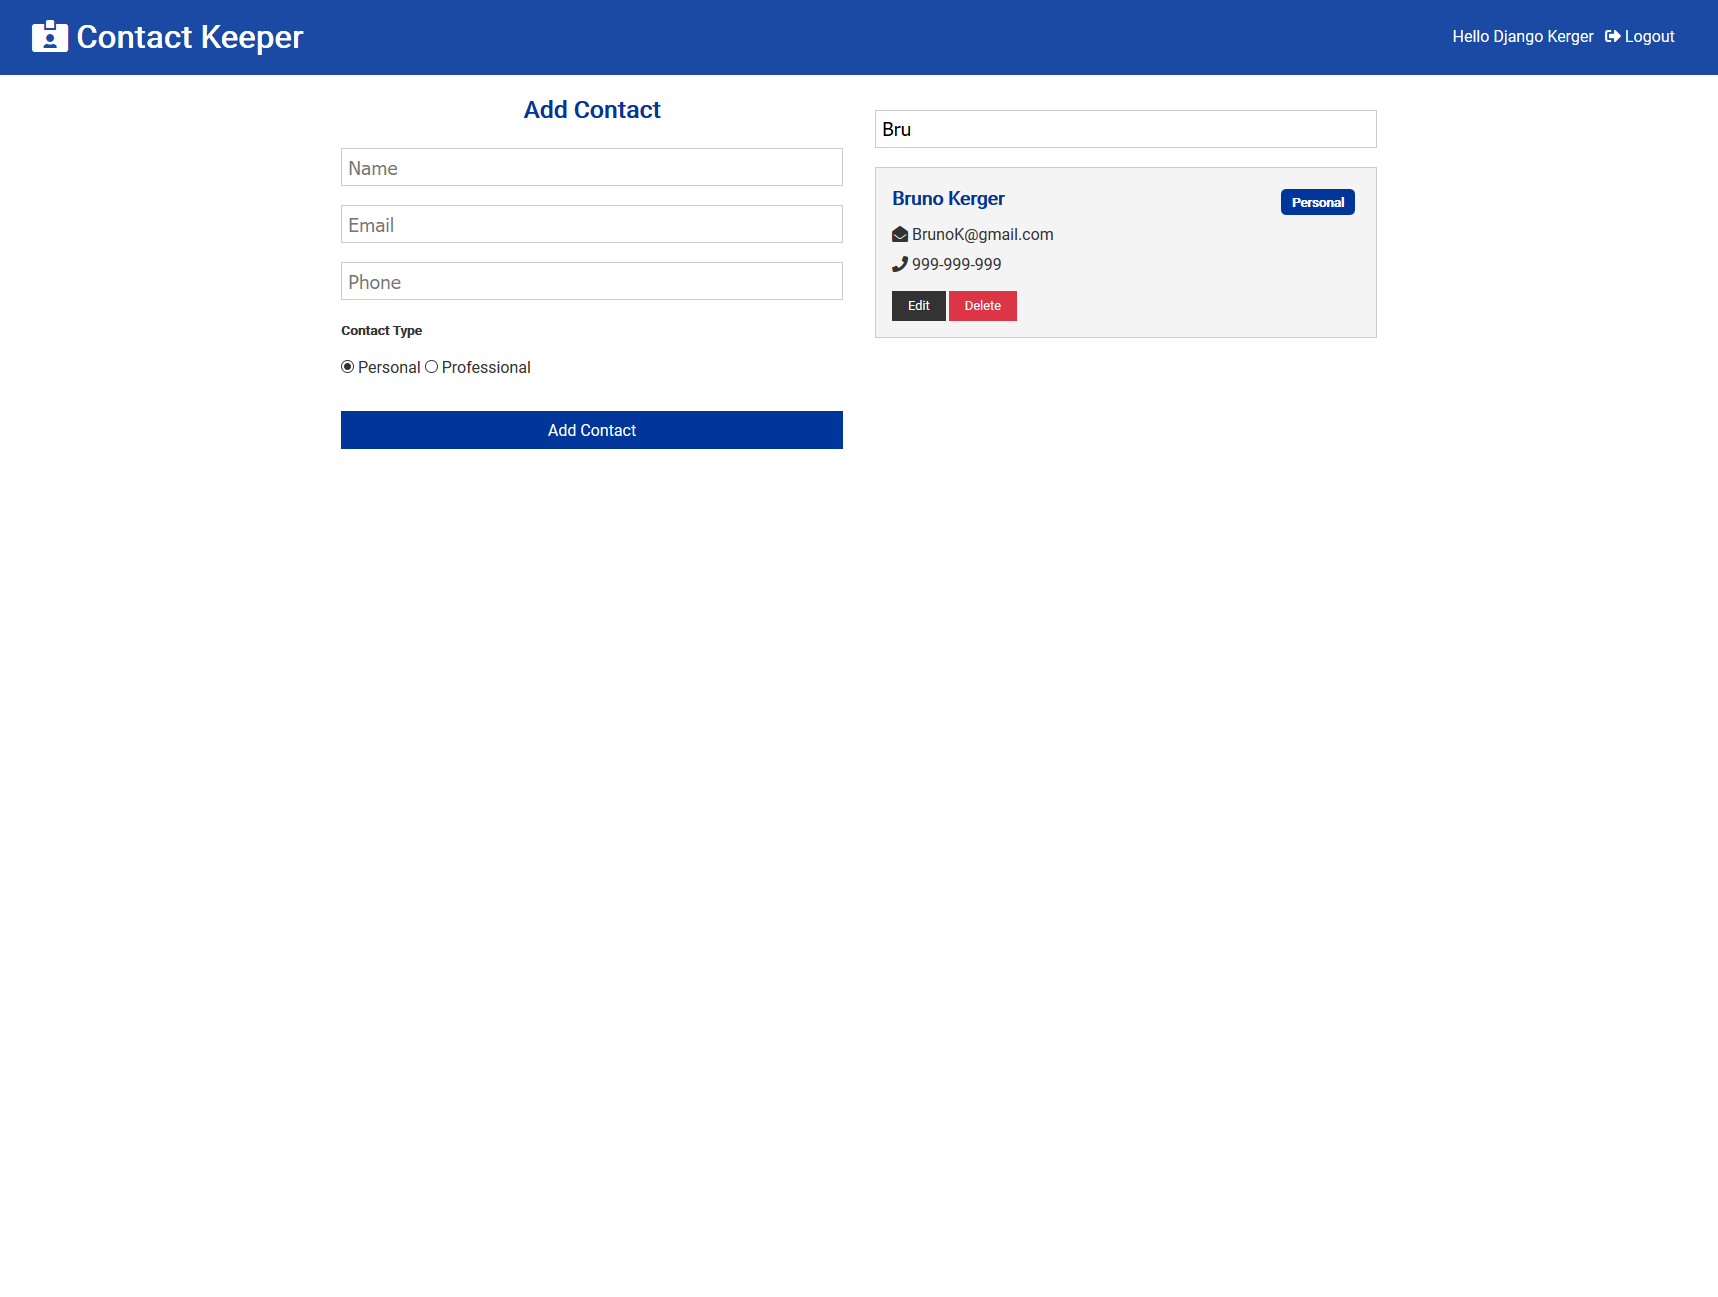 Contact Keeper
Hello Django Kerger Logout
Add Contact
Name
Email
Phone
Contact Type
Personal Professional
Add Contact
Bru
Bruno Kerger
Personal
BrunoK@gmail.com
999-999-999
Edit Delete